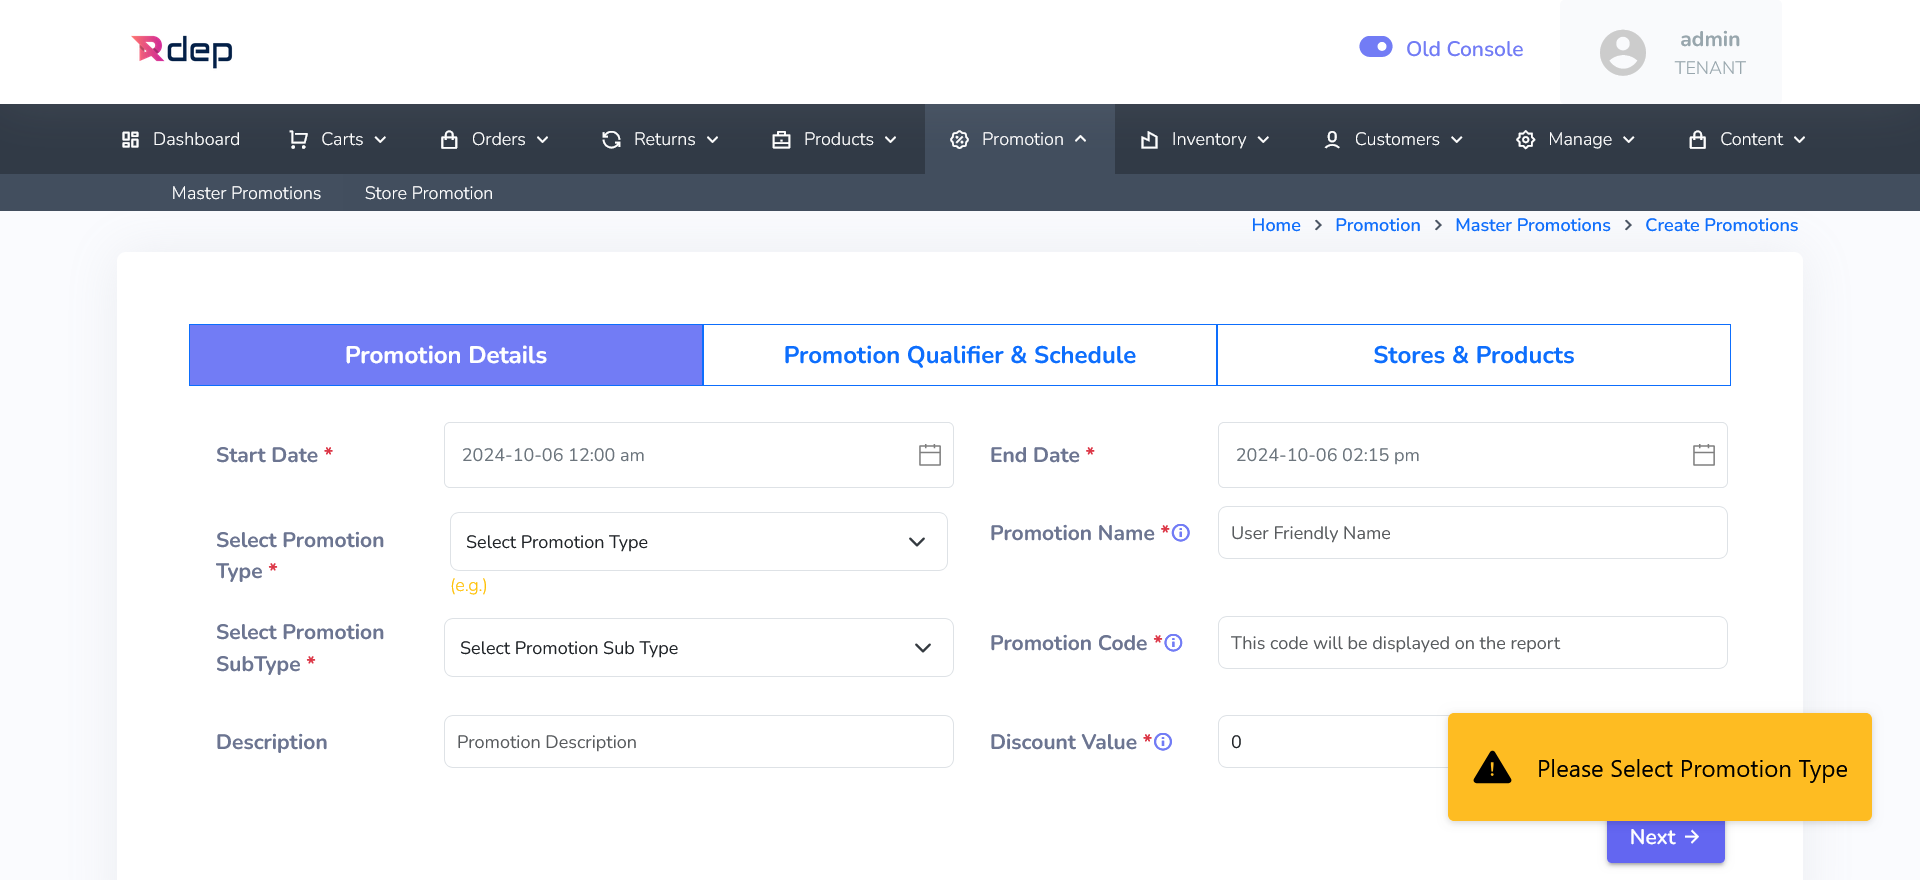 Rdep
Old Console
admin
TENANT
Dashboard
Carts
Orders
Returns
Products
Promotion
Inventory
Customers
Manage
Content
Master Promotions
Store Promotion
Home > Promotion > Master Promotions > Create Promotions
Promotion Details
Promotion Qualifier & Schedule
Stores & Products
Start Date *
2024-10-06 12:00 am
End Date *
2024-10-06 02:15 pm
Select Promotion
Type *
Select Promotion Type
(e.g.)
Promotion Name *
User Friendly Name
Select Promotion
SubType *
Select Promotion Sub Type
Promotion Code *
This code will be displayed on the report
Description
Promotion Description
Discount Value *
0
Please Select Promotion Type
Next →